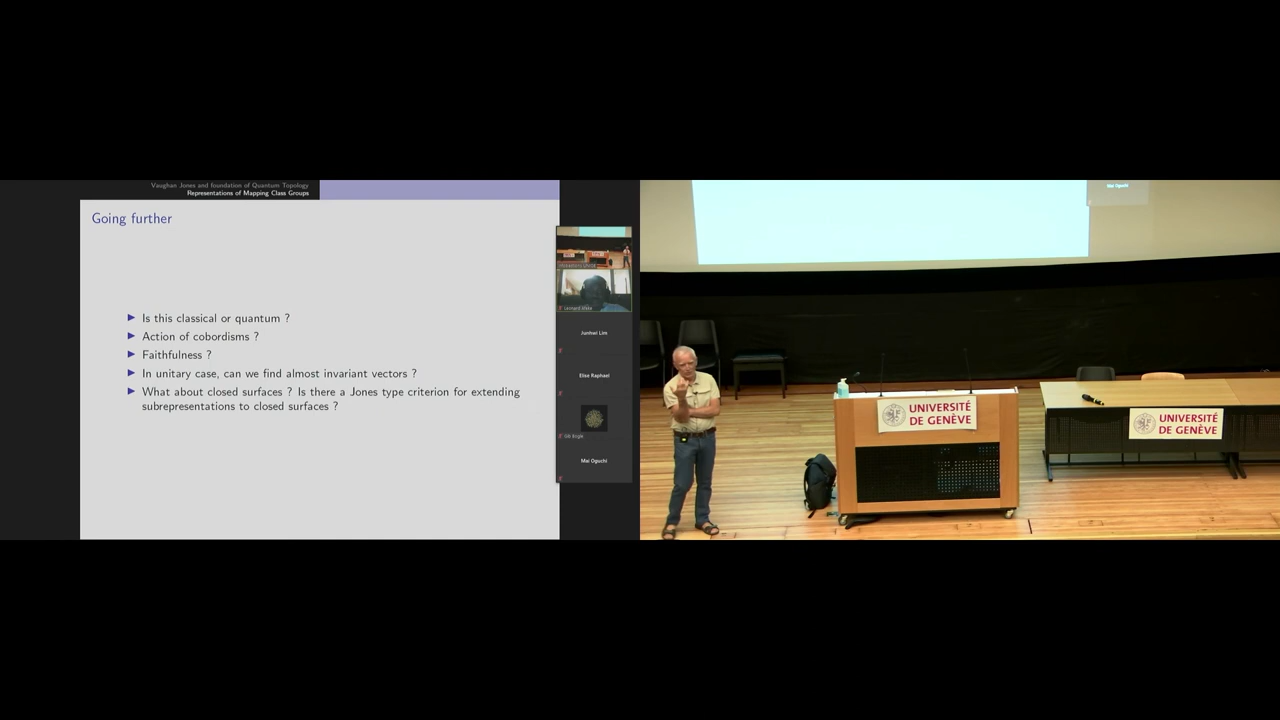 Vaughan Jones and foundation of Quantum Topology
Representations of Mapping Class Groups
Going further
Is this classical or quantum ?
Action of cobordisms ?
Faithfulness ?
In unitary case, can we find almost invariant vectors ?
What about closed surfaces ? Is there a Jones type criterion for extending
subrepresentations to closed surfaces ?
Junhwi Lim
Elise Raphael
Mai Oguchi
Mai Oguchi
UNIVERSITÉ
DE GENÈVE
UNIVERSITÉ
DE GENÈVE